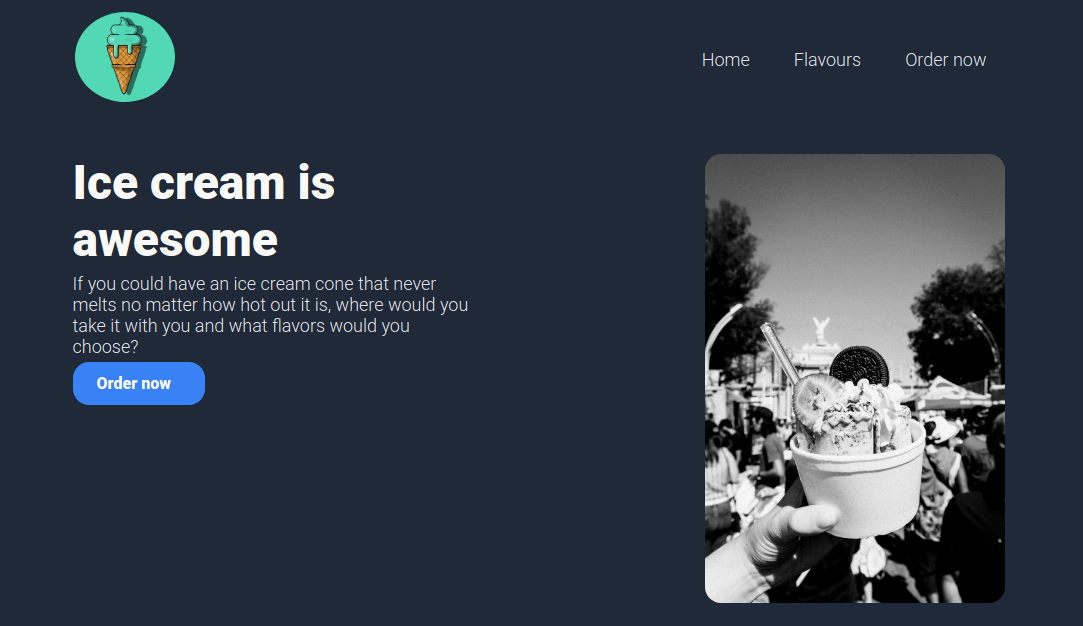 Home Flavours Order now
Ice cream is
awesome
If you could have an ice cream cone that never
melts no matter how hot out it is, where would you
take it with you and what flavors would you
choose?
Order now